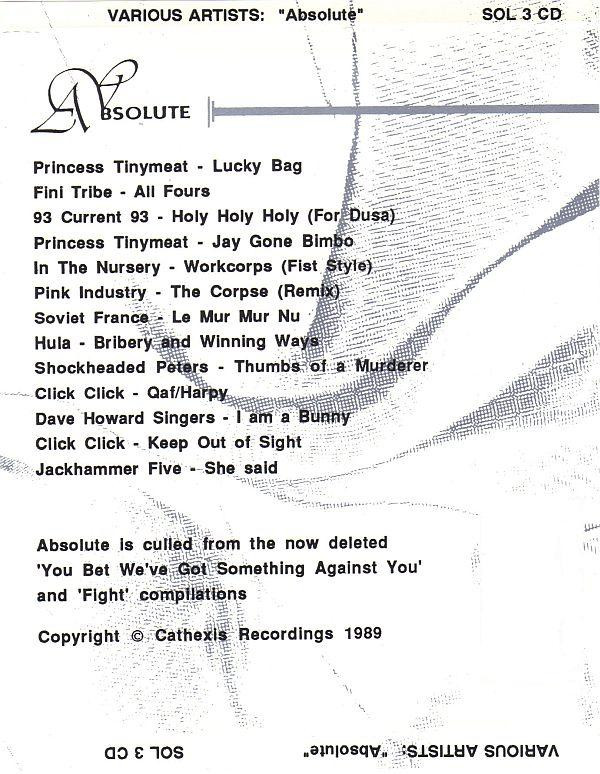 VARIOUS ARTISTS: "Absolute" SOL 3 CD
ABSOLUTE
Princess Tinymeat - Lucky Bag
Fini Tribe - All Fours
93 Current 93 - Holy Holy Holy (For Dusa)
Princess Tinymeat - Jay Gone Bimbo
In The Nursery - Workcorps (Fist Style)
Pink Industry - The Corpse (Remix)
Soviet France - Le Mur Mur Nu
Hula - Bribery and Winning Ways
Shockheaded Peters - Thumbs of a Murderer
Click Click - Qaf/Harpy
Dave Howard Singers - I am a Bunny
Click Click - Keep Out of Sight
Jackhammer Five - She said
Absolute is culled from the now deleted
'You Bet We've Got Something Against You'
and 'Fight' compilations
Copyright © Cathexis Recordings 1989
VARIOUS ARTISTS: "Absolute" SOL 3 CD